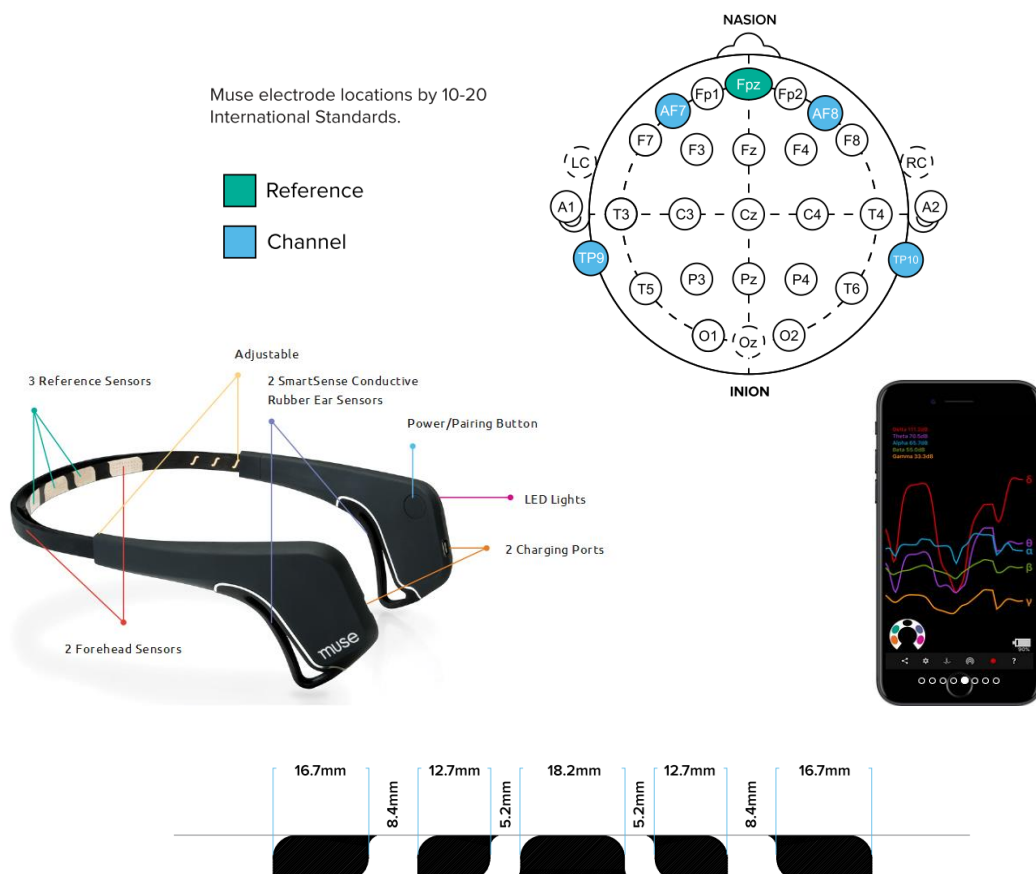 NASION
Muse electrode locations by 10-20
International Standards.
Reference
Channel
Fp1
Fpz
Fp2
AF7
AF8
F7
F3
Fz
F4
F8
LC
RC
A1
T3
C3
Cz
C4
T4
A2
TP9
TP10
T5
P3
Pz
P4
T6
O1
Oz
O2
INION
Adjustable
3 Reference Sensors
2 SmartSense Conductive
Rubber Ear Sensors
Power/Pairing Button
LED Lights
2 Charging Ports
2 Forehead Sensors
muse
δ
θ
α
β
γ
90%
?
16.7mm
8.4mm
12.7mm
5.2mm
18.2mm
5.2mm
12.7mm
8.4mm
16.7mm